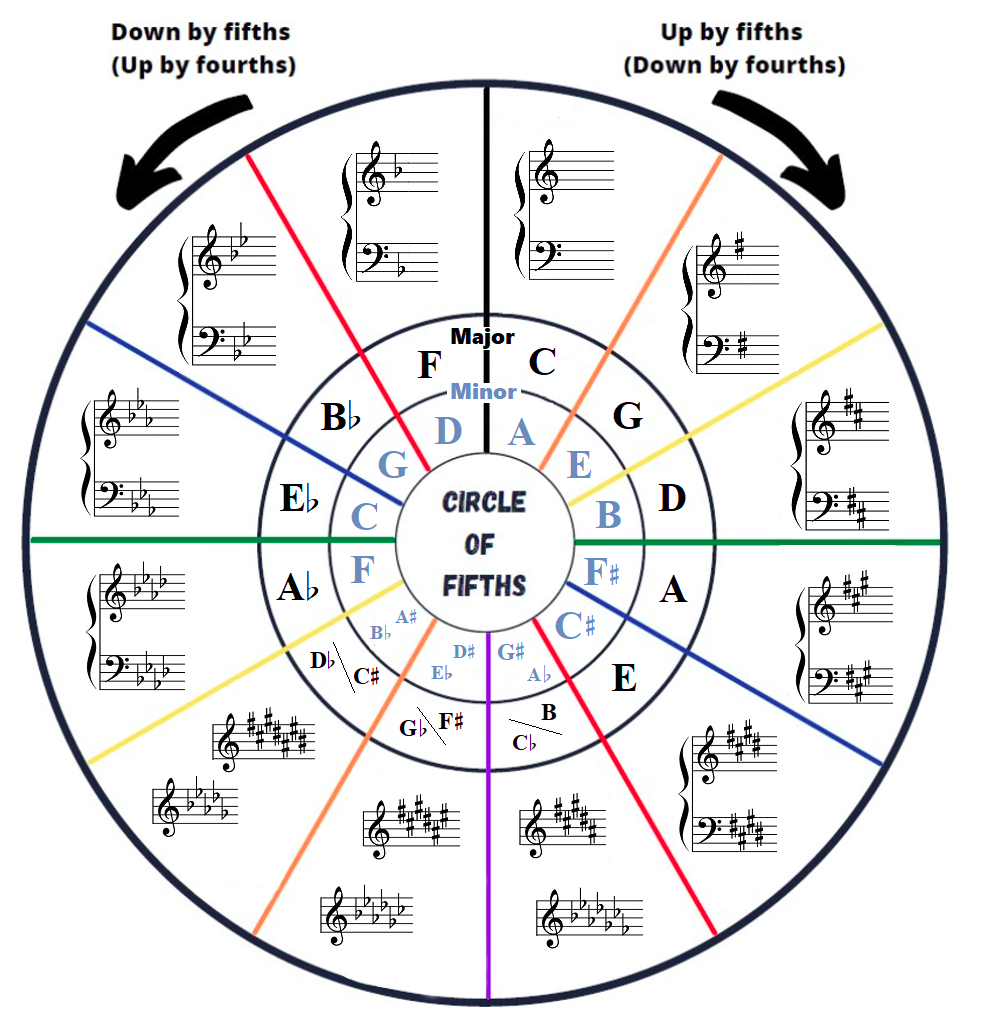 Down by fifths
(Up by fourths)
Up by fifths
(Down by fourths)
Major
F
C
Minor
B♭
G
D
A
G
E
E♭
D
C
B
CIRCLE
OF
FIFTHS
A♭
F
F♯
A
B♭
A♯
C♯
D♭
C♯
E♭
D♯
G♯
A♭
E
G♭
F♯
B
C♭